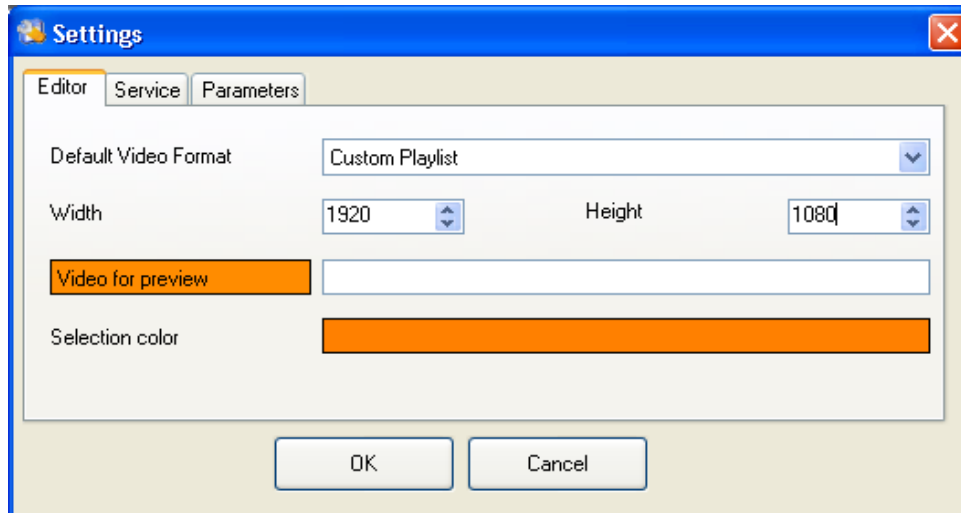 Settings
Editor Service Parameters
Default Video Format Custom Playlist
Width 1920 Height 1080
Video for preview
Selection color
OK Cancel